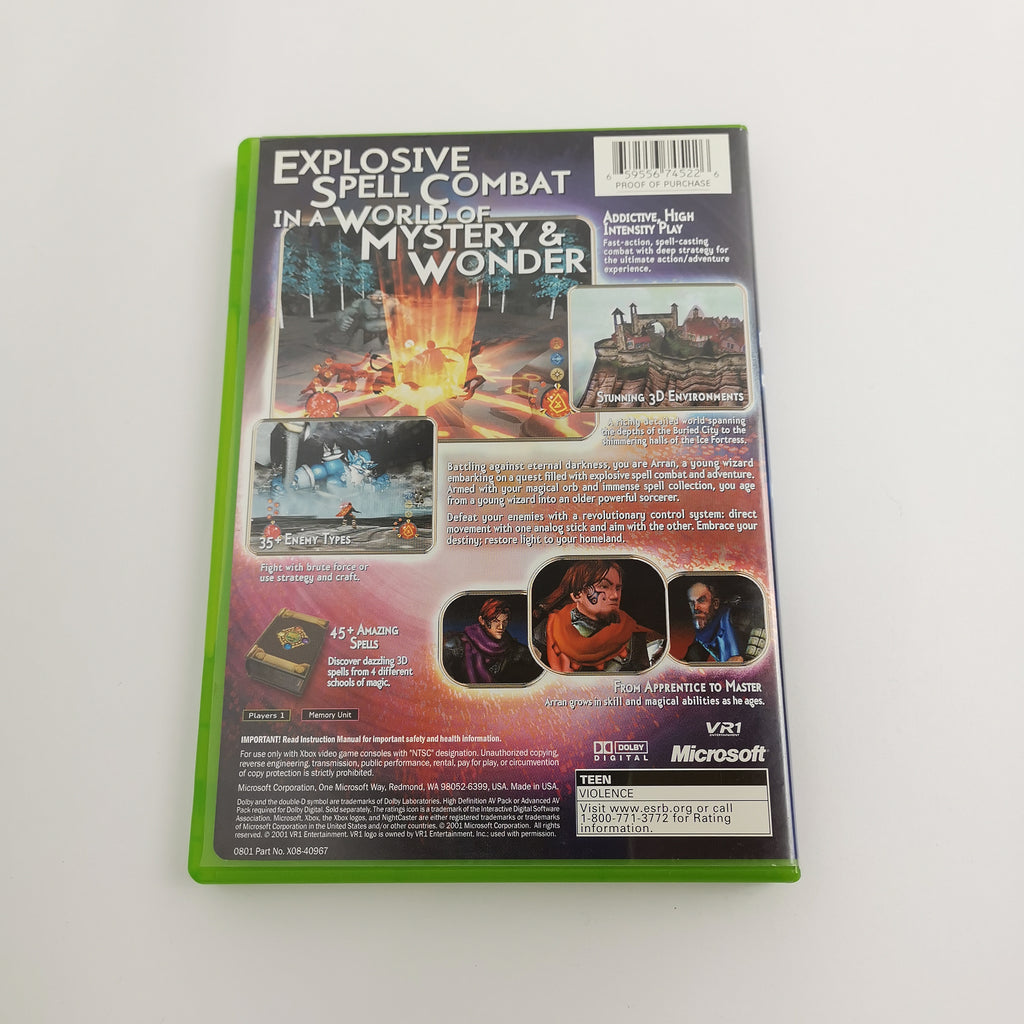 EXPLOSIVE
SPELL COMBAT
IN A WORLD OF
MYSTERY &
WONDER
6 59556 74522 6
PROOF OF PURCHASE
ADDICTIVE, HIGH
INTENSITY PLAY
Fast-action, spell-casting
combat with deep strategy for
the ultimate action/adventure
experience.
STUNNING 3D ENVIRONMENTS
A richly detailed world spanning
the depths of the Buried City to the
shimmering halls of the Ice Fortress.
35+ ENEMY TYPES
Fight with brute force or
use strategy and craft.
Battling against eternal darkness, you are Arran, a young wizard
embarking on a quest filled with explosive spell combat and adventure.
Armed with your magical orb and immense spell collection, you age
from a young wizard into an older powerful sorcerer.
Defeat your enemies with a revolutionary control system: direct
movement with one analog stick and aim with the other. Embrace your
destiny; restore light to your homeland.
45+ AMAZING
SPELLS
Discover dazzling 3D
spells from 4 different
schools of magic.
FROM APPRENTICE TO MASTER
Arran grows in skill and magical abilities as he ages.
Players 1
Memory Unit
IMPORTANT! Read Instruction Manual for important safety and health information.
For use only with Xbox video game consoles with "NTSC" designation. Unauthorized copying,
reverse engineering, transmission, public performance, rental, pay for play, or circumvention
of copy protection is strictly prohibited.
Microsoft Corporation, One Microsoft Way, Redmond, WA 98052-6399, USA. Made in USA.
Dolby and the double-D symbol are trademarks of Dolby Laboratories. High Definition AV Pack or Advanced AV
Pack required for Dolby Digital. Sold separately. The ratings icon is a trademark of the Interactive Digital Software
Association. Microsoft, Xbox, the Xbox logos, and NightCaster are either registered trademarks or trademarks
of Microsoft Corporation in the United States and/or other countries. © 2001 Microsoft Corporation. All rights
reserved. © 2001 VR1 Entertainment. VR1 logo is owned by VR1 Entertainment, Inc.; used with permission.
0801 Part No. X08-40967
DOLBY
DIGITAL
VR1
ENTERTAINMENT
Microsoft
TEEN
VIOLENCE
Visit www.esrb.org or call
1-800-771-3772 for Rating
information.